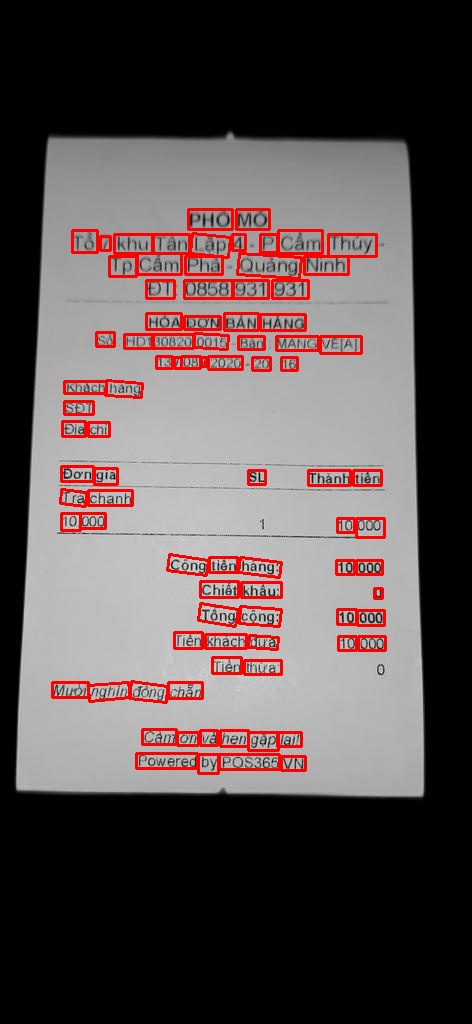 PHỐ MỚ
Tổ 7 khu Tân Lập 4 - P Cẩm Thủy -
Tp Cẩm Phả - Quảng Ninh
ĐT: 0858 931 931
HÓA ĐƠN BÁN HÀNG
Số : HD130820 0015 - Bàn : MANG VỀ[A]
13/08/2020 - 20 : 16
Khách hàng
SĐT
Địa chỉ
Đơn giá SL Thành tiền
Trà chanh
10,000 1 10,000
Cộng tiền hàng: 10,000
Chiết khấu: 0
Tổng cộng: 10,000
Tiền khách đưa 10,000
Tiền thừa: 0
Mười nghìn đồng chẵn
Cảm ơn và hẹn gặp lại!
Powered by POS365.VN